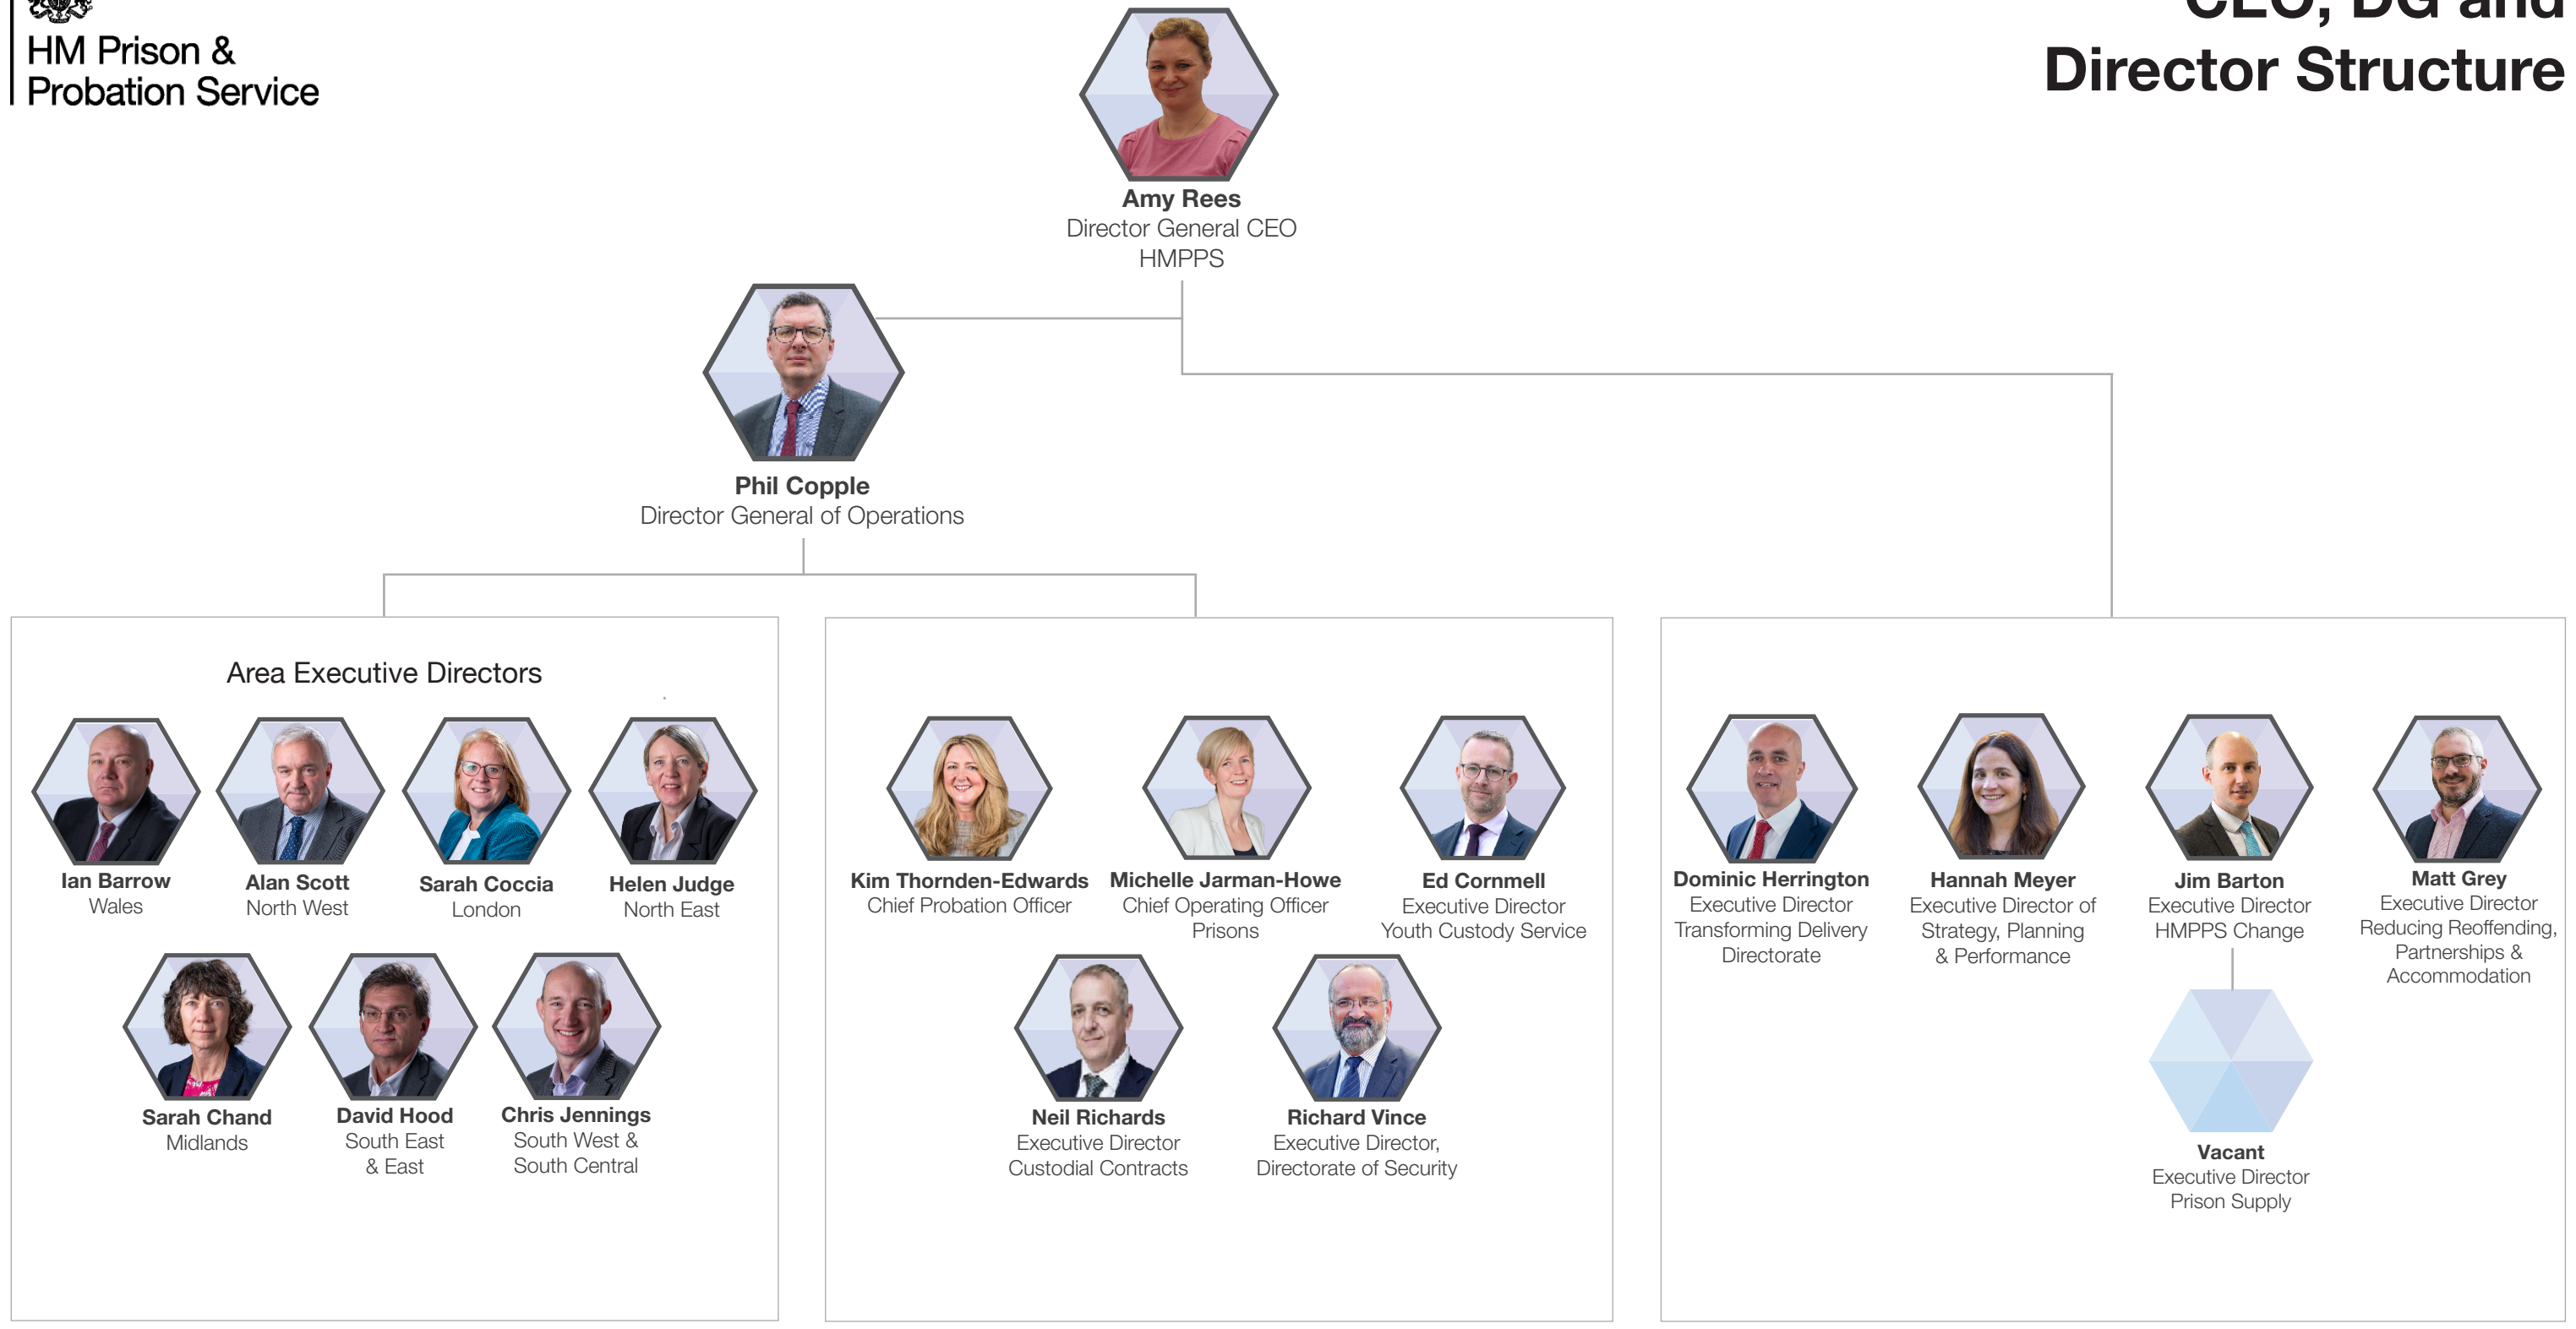 HM Prison &
Probation Service
CEO, DG and
Director Structure
Amy Rees
Director General CEO
HMPPS
Phil Copple
Director General of Operations
Area Executive Directors
Ian Barrow
Wales
Alan Scott
North West
Sarah Coccia
London
Helen Judge
North East
Sarah Chand
Midlands
David Hood
South East
& East
Chris Jennings
South West &
South Central
Kim Thornden-Edwards
Chief Probation Officer
Michelle Jarman-Howe
Chief Operating Officer
Prisons
Ed Cornmell
Executive Director
Youth Custody Service
Neil Richards
Executive Director
Custodial Contracts
Richard Vince
Executive Director,
Directorate of Security
Dominic Herrington
Executive Director
Transforming Delivery
Directorate
Hannah Meyer
Executive Director of
Strategy, Planning
& Performance
Jim Barton
Executive Director
HMPPS Change
Vacant
Executive Director
Prison Supply
Matt Grey
Executive Director
Reducing Reoffending,
Partnerships &
Accommodation